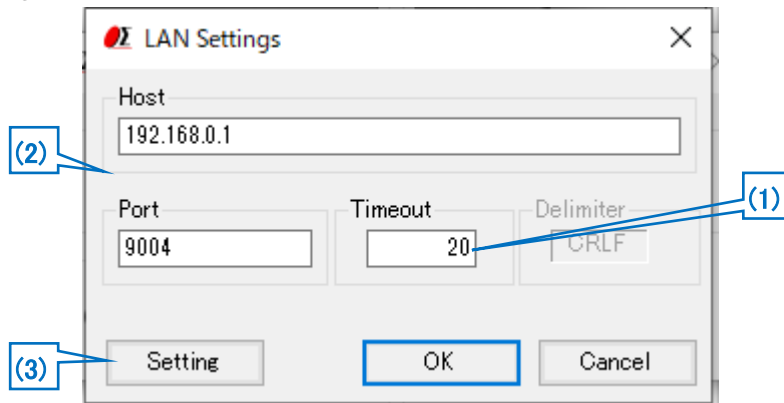 OΣ LAN Settings
Host
192.168.0.1
(2)
(1)
Port Timeout Delimiter
9004 20 CRLF
(3)
Setting OK Cancel